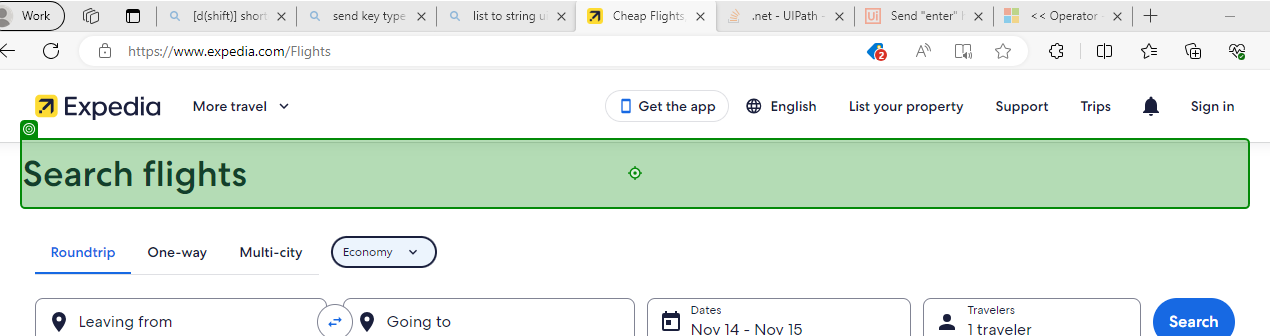 Work
[d(shift)] short
send key type
list to string ui
Cheap Flights,
.net - UIPath -
Send "enter"
<< Operator -
https://www.expedia.com/Flights
2
Expedia
More travel
Get the app
English
List your property
Support
Trips
Sign in
Search flights
Roundtrip
One-way
Multi-city
Economy
Leaving from
Going to
Dates
Nov 14 - Nov 15
Travelers
1 traveler
Search